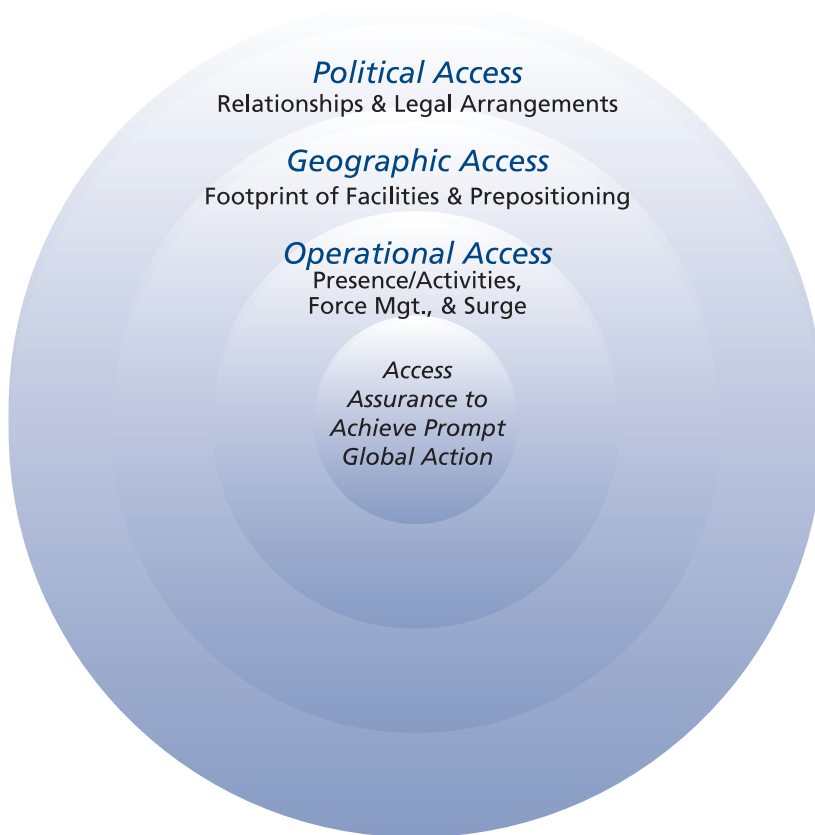 Political Access
Relationships & Legal Arrangements
Geographic Access
Footprint of Facilities & Prepositioning
Operational Access
Presence/Activities,
Force Mgt., & Surge
Access
Assurance to
Achieve Prompt
Global Action